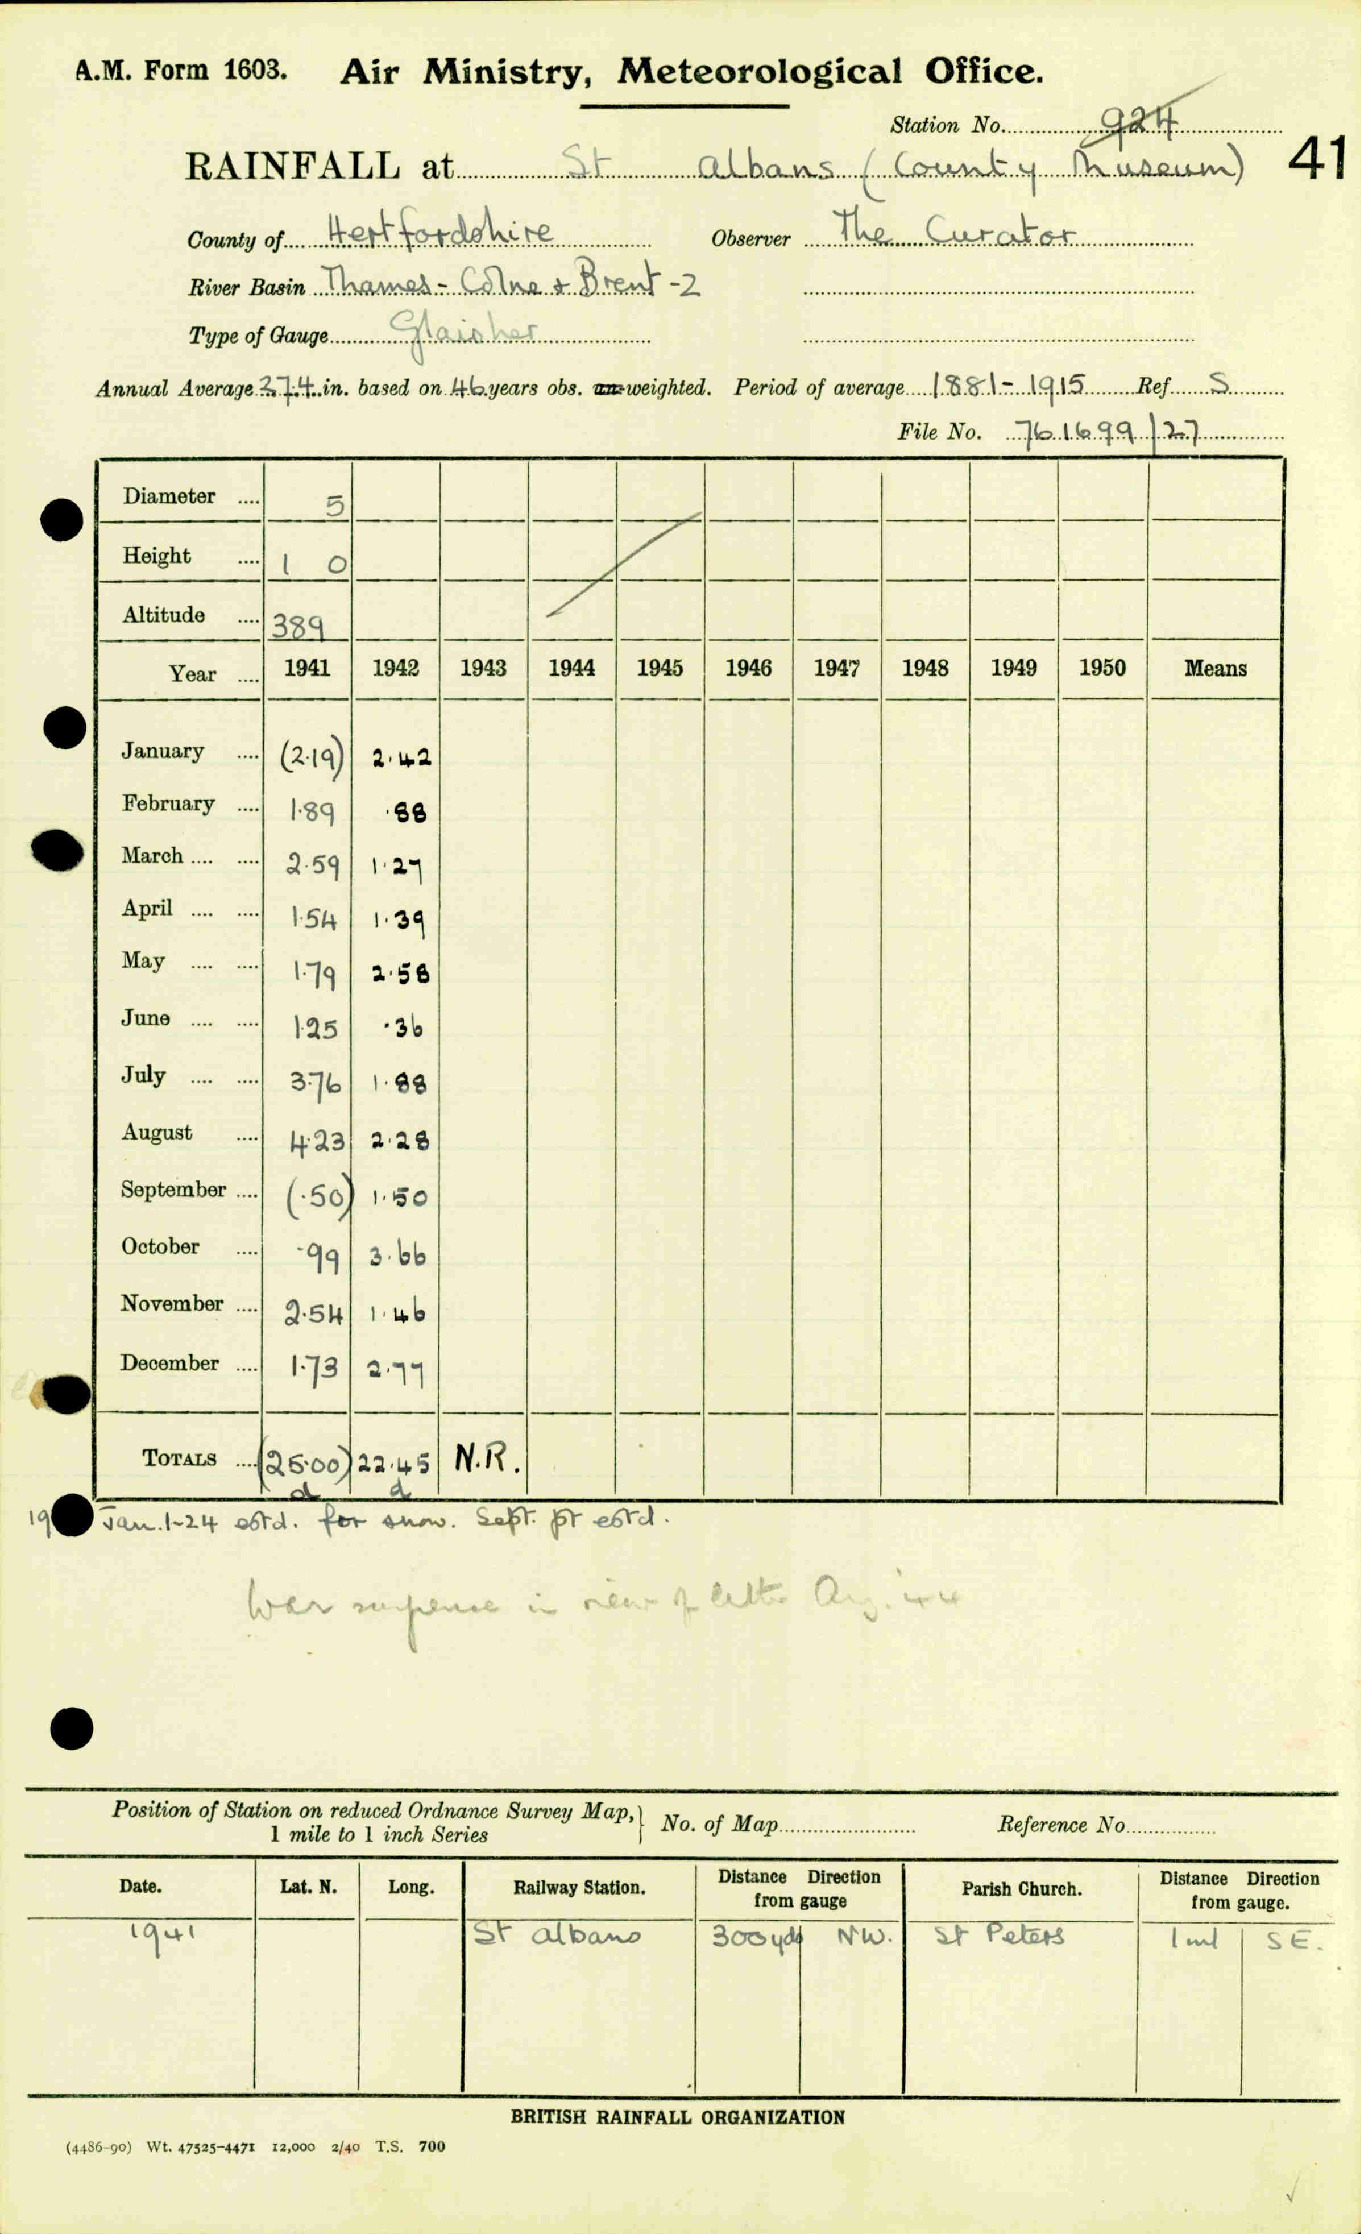 A.M. Form 1603. Air Ministry, Meteorological Office.
Station No. 924
RAINFALL at St Albans (County Museum) 41
County of Hertfordshire Observer The Curator
River Basin Thames - Colne & Brent - 2
Type of Gauge Glaisher
Annual Average 27.4 in. based on 46 years obs. un-weighted. Period of average 1881-1915 Ref S
File No. 761699/27
Diameter .... 5
Height .... 1 0
Altitude .... 389
Year .... 1941 1942 1943 1944 1945 1946 1947 1948 1949 1950 Means
January .... (2.19) 2.42
February .... 1.89 .88
March .... .... 2.59 1.27
April .... .... 1.54 1.39
May .... .... 1.79 2.58
June .... .... 1.25 .36
July .... .... 3.76 1.88
August .... 4.23 2.28
September .... (.50) 1.50
October .... .99 3.66
November .... 2.54 1.46
December .... 1.73 2.77
TOTALS .... (25.00) 22.45 N.R.
d d
19 Jan. 1-24 estd. for snow. Sept. pt estd.
War suspense in view of letter Aug. '44
Position of Station on reduced Ordnance Survey Map, } No. of Map Reference No.
1 mile to 1 inch Series
Date. Lat. N. Long. Railway Station. Distance Direction from gauge Parish Church. Distance Direction from gauge.
1941 St Albans 300 yds NW. St Peters 1 ml SE.
BRITISH RAINFALL ORGANIZATION
(4486-90) Wt. 47525-4471 12,000 2/40 T.S. 700